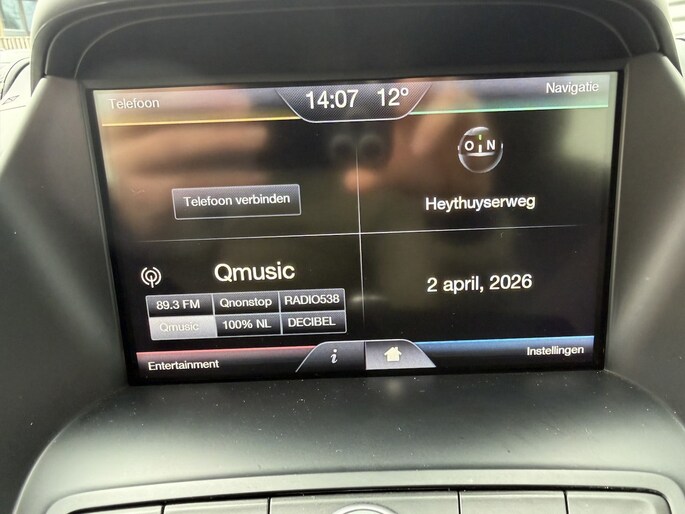 Telefoon
14:07 12°
Navigatie
O N
Telefoon verbinden
Heythuyserweg
Qmusic
89.3 FM Qnonstop RADIO538
Qmusic 100% NL DECIBEL
2 april, 2026
Entertainment
i
Instellingen